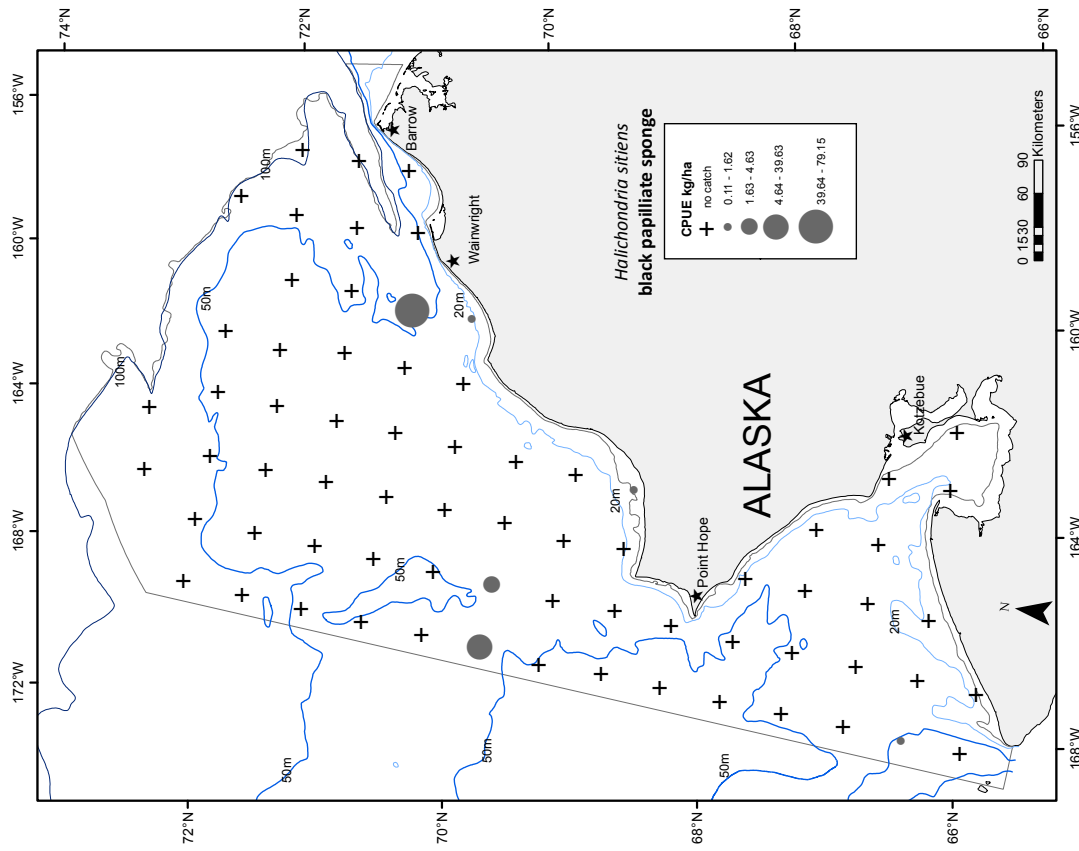 156°W
160°W
164°W
168°W
172°W
74°N
72°N
70°N
68°N
66°N
72°N
70°N
68°N
66°N
156°W
160°W
164°W
168°W
100m
100m
50m
50m
50m
50m
50m
20m
20m
20m
Barrow
Wainwright
Point Hope
Kotzebue
ALASKA
Halichondria sitiens
black papilliate sponge
CPUE kg/ha
no catch
0.11 - 1.62
1.63 - 4.63
4.64 - 39.63
39.64 - 79.15
0 1530 60 90
Kilometers
N